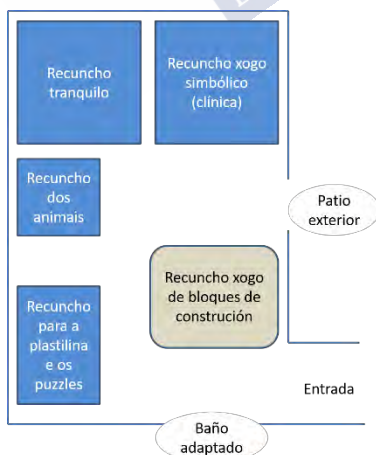 Recuncho
tranquilo
Recuncho xogo
simbólico
(clínica)
Recuncho
dos
animais
Patio
exterior
Recuncho xogo
de bloques de
construción
Recuncho
para a
plastilina
e os
puzzles
Entrada
Baño
adaptado